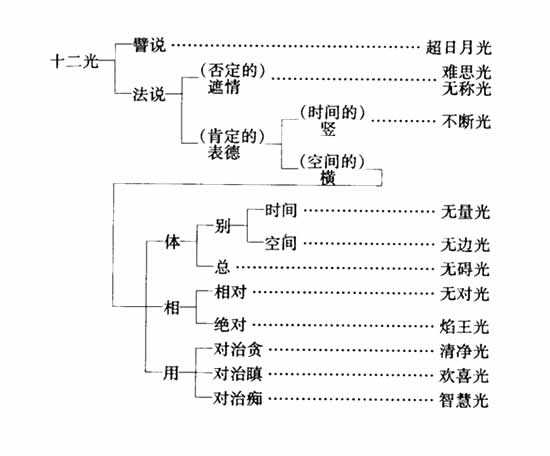 十二光
譬说 超日月光
法说
(否定的)
遮情
难思光
无称光
(肯定的)
表德
(时间的)
竖
不断光
(空间的)
横
体
别
时间 无量光
空间 无边光
总 无碍光
相
相对 无对光
绝对 焰王光
用
对治贪 清净光
对治瞋 欢喜光
对治痴 智慧光